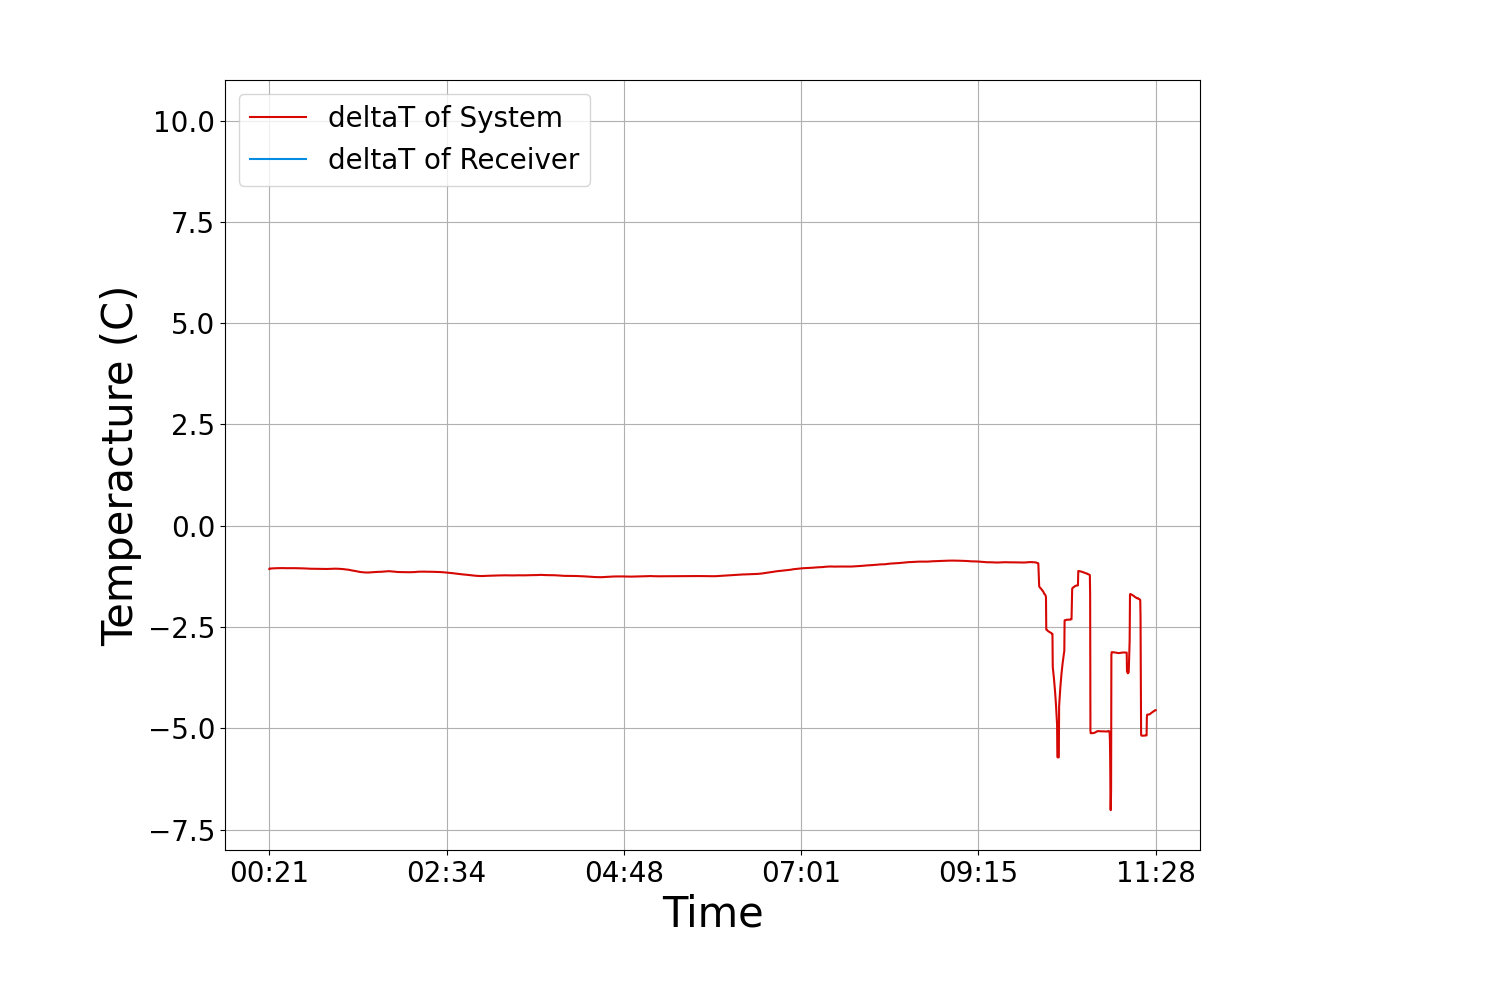 deltaT of System
deltaT of Receiver
10.0
7.5
5.0
2.5
0.0
−2.5
−5.0
−7.5
Temperacture (C)
00:21 02:34 04:48 07:01 09:15 11:28
Time